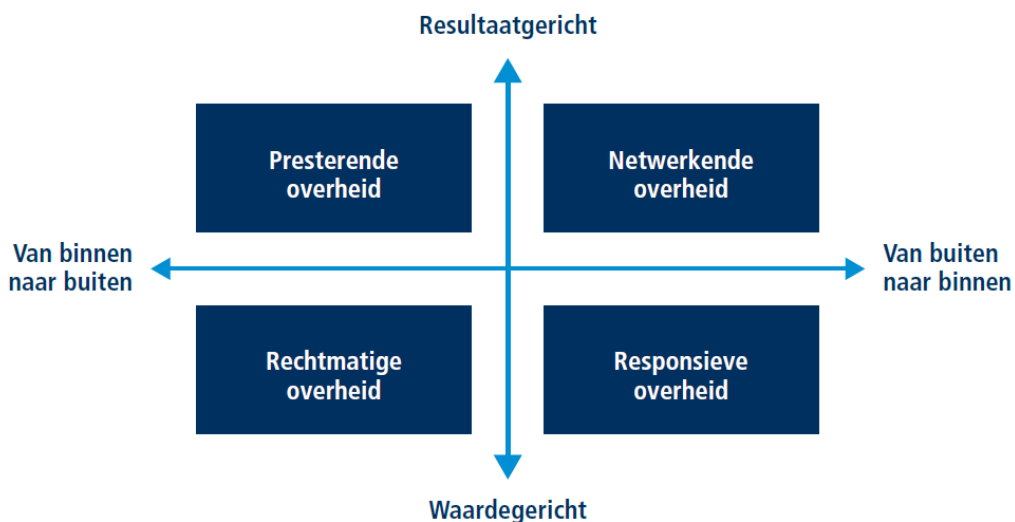 Resultaatgericht
Presterende
overheid
Netwerkende
overheid
Van binnen
naar buiten
Van buiten
naar binnen
Rechtmatige
overheid
Responsieve
overheid
Waardegericht